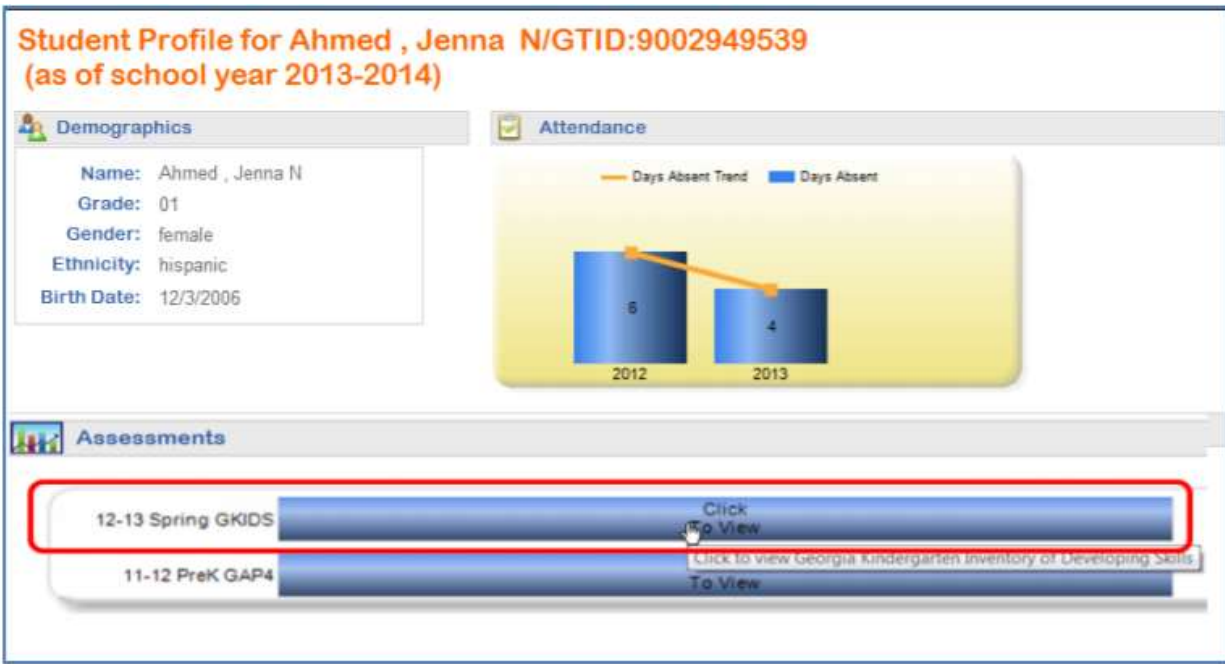 Student Profile for Ahmed , Jenna N/GTID:9002949539
(as of school year 2013-2014)
Demographics
Name: Ahmed , Jenna N
Grade: 01
Gender: female
Ethnicity: hispanic
Birth Date: 12/3/2006
Attendance
Days Absent Trend Days Absent
6
4
2012 2013
Assessments
12-13 Spring GKIDS Click
To View
Click to view Georgia Kindergarten Inventory of Developing Skills
11-12 PreK GAP4 To View